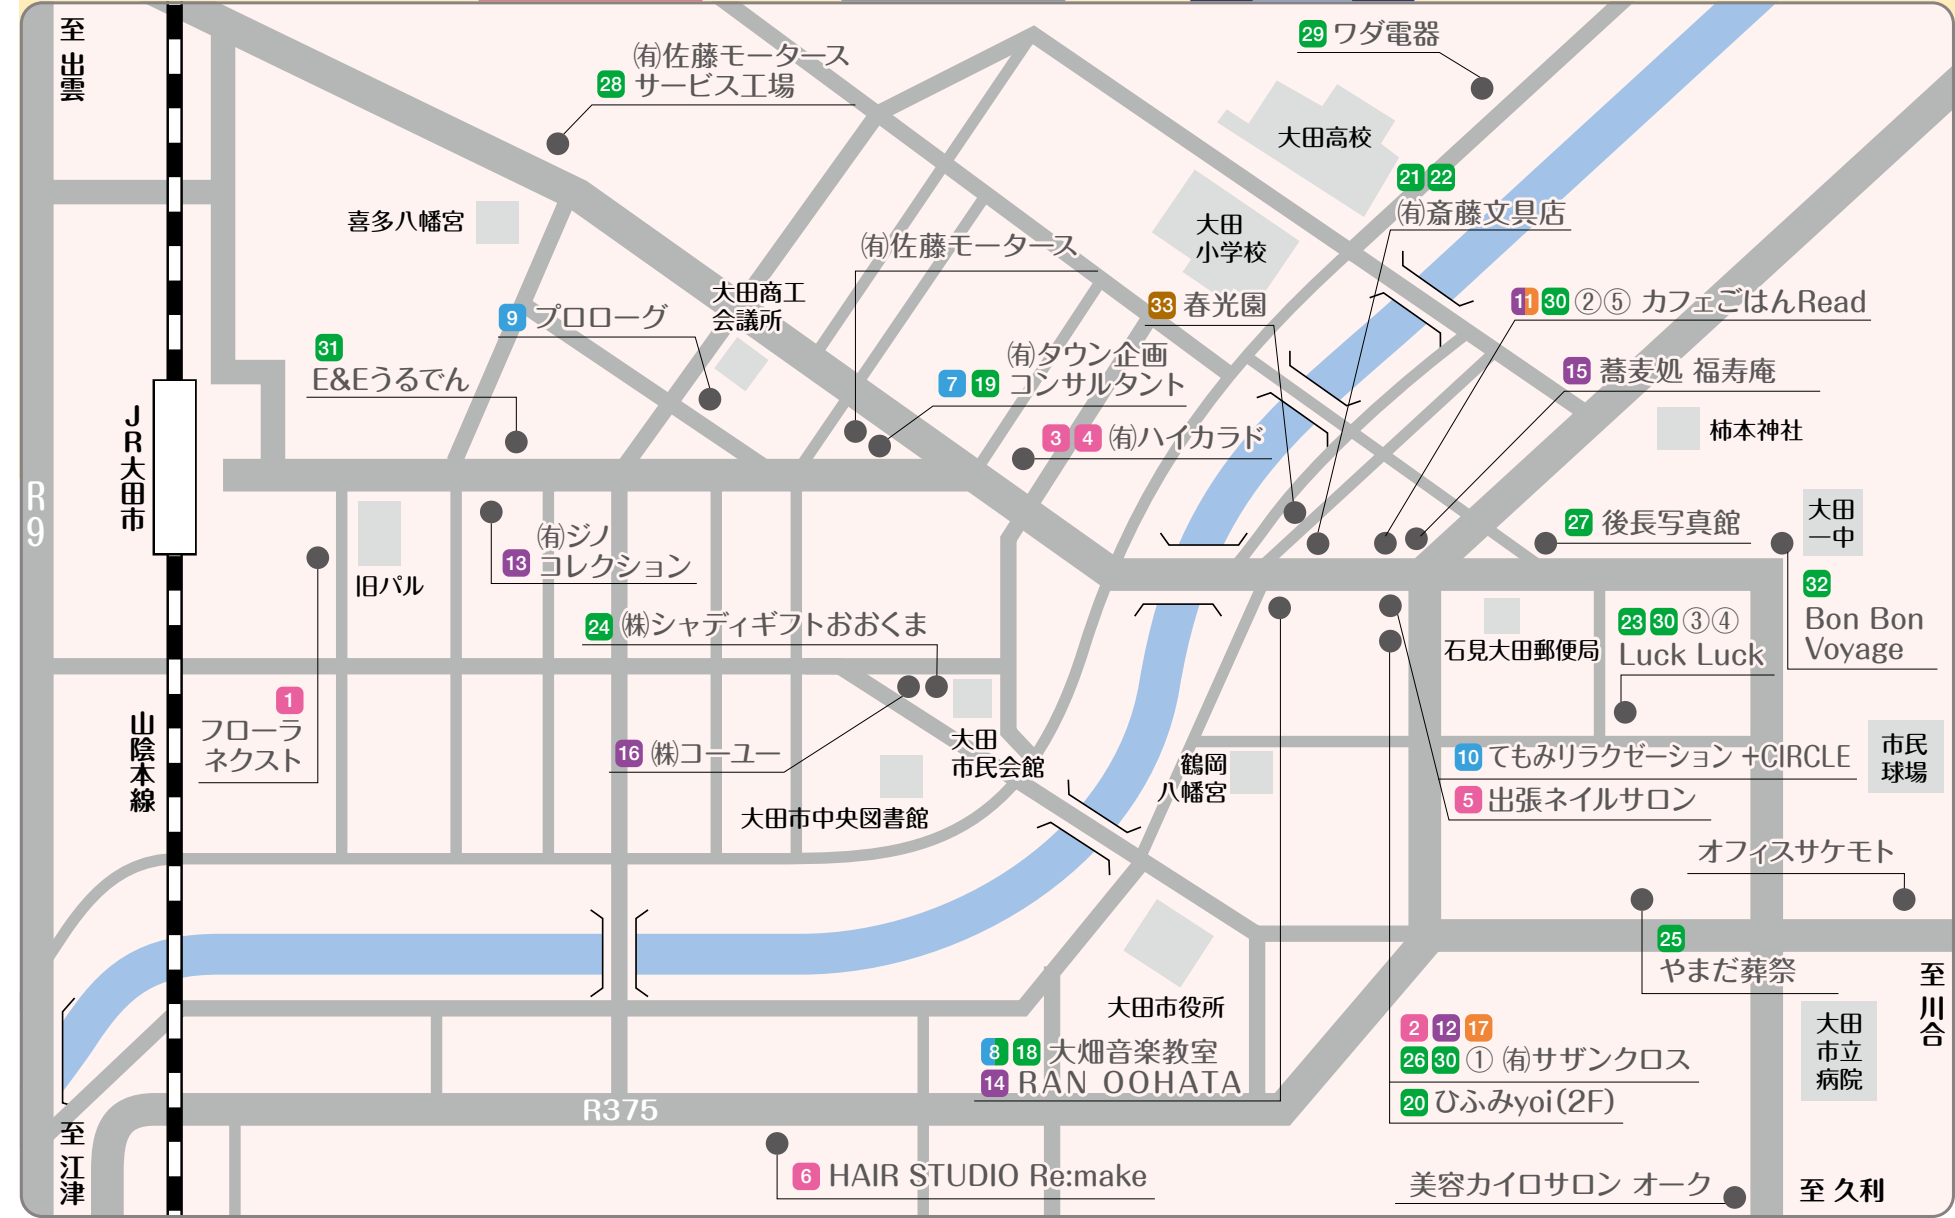 至 出雲
29 ワダ電器
㈲佐藤モータース
28 サービス工場
大田高校
21 22
㈲斎藤文具店
喜多八幡宮
大田
小学校
㈲佐藤モータース
大田商工
会議所
9 プロローグ
33 春光園
11 30 ②⑤ カフェごはんRead
31
E&Eうるでん
㈲タウン企画
7 19 コンサルタント
15 蕎麦処 福寿庵
3 4 ㈲ハイカラド
柿本神社
JR大田市
R9
大田
一中
27 後長写真館
㈲ジノ
13 コレクション
旧パル
32
Bon Bon
Voyage
24 ㈱シャディギフトおおくま
石見大田郵便局
23 30 ③④
Luck Luck
1
フローラ
ネクスト
山陰本線
16 ㈱コーユー
大田
市民会館
鶴岡
八幡宮
市民
球場
10 てもみリラクゼーション +CIRCLE
5 出張ネイルサロン
大田市中央図書館
オフィスサケモト
25
やまだ葬祭
至 川合
大田市役所
大田
市立
病院
2 12 17
26 30 ① ㈲サザンクロス
20 ひふみyoi(2F)
8 18 大畑音楽教室
14 RAN OOHATA
R375
至 江津
6 HAIR STUDIO Re:make
美容カイロサロン オーク
至 久利